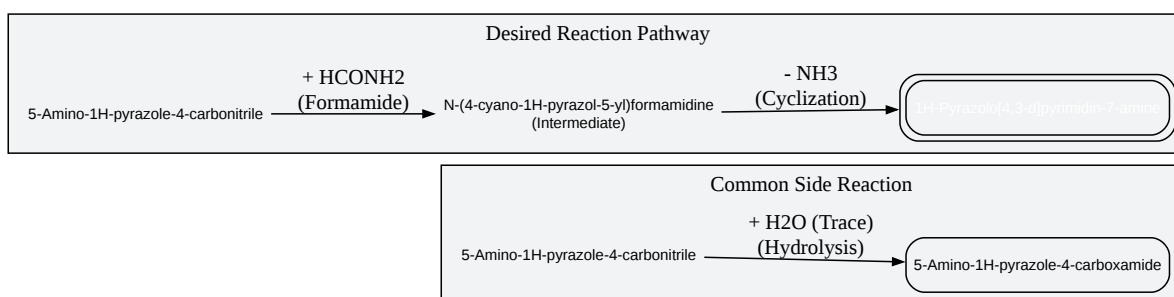 Desired Reaction Pathway
+ HCONH2
(Formamide)
- NH3
(Cyclization)
5-Amino-1H-pyrazole-4-carbonitrile
N-(4-cyano-1H-pyrazol-5-yl)formamidine
(Intermediate)
1H-Pyrazolo[4,3-d]pyrimidin-7-amine
Common Side Reaction
+ H2O (Trace)
(Hydrolysis)
5-Amino-1H-pyrazole-4-carbonitrile
5-Amino-1H-pyrazole-4-carboxamide